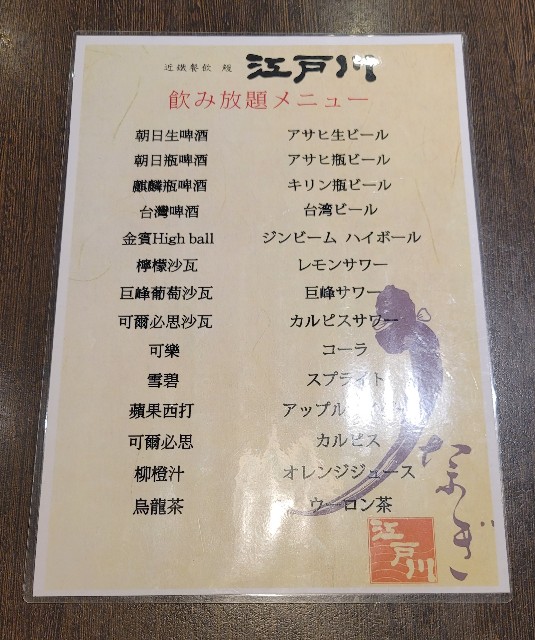 近鐵餐飲 鰻 江戸川
飲み放題メニュー
朝日生啤酒 アサヒ生ビール
朝日瓶啤酒 アサヒ瓶ビール
麒麟瓶啤酒 キリン瓶ビール
台灣啤酒 台湾ビール
金賓High ball ジンビーム ハイボール
檸檬沙瓦 レモンサワー
巨峰葡萄沙瓦 巨峰サワー
可爾必思沙瓦 カルピスサワー
可樂 コーラ
雪碧 スプライト
蘋果西打 アップル
可爾必思 カルピス
柳橙汁 オレンジジュース
烏龍茶 ウーロン茶
うなぎ
江戸川